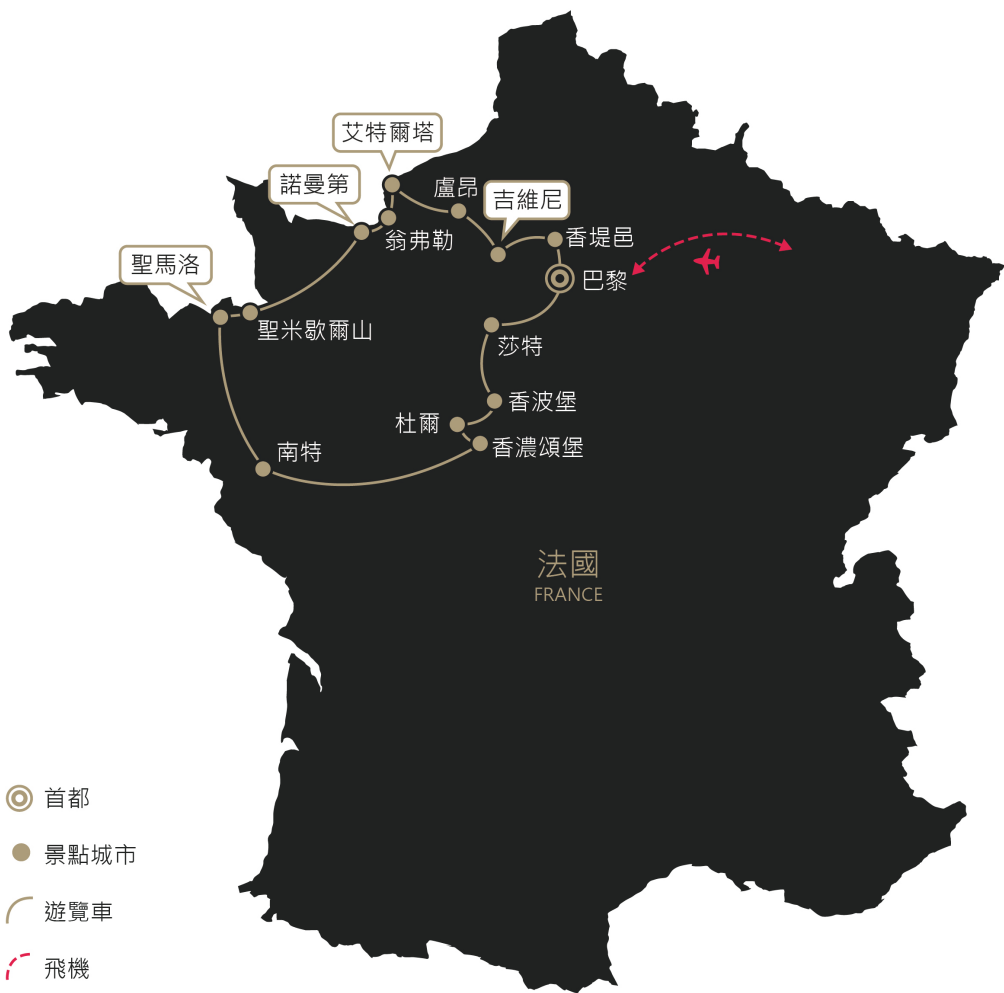 艾特爾塔
諾曼第
盧昂
吉維尼
翁弗勒
香堤邑
聖馬洛
巴黎
聖米歇爾山
莎特
香波堡
杜爾
南特
香濃頌堡
法國
FRANCE
首都
景點城市
遊覽車
飛機